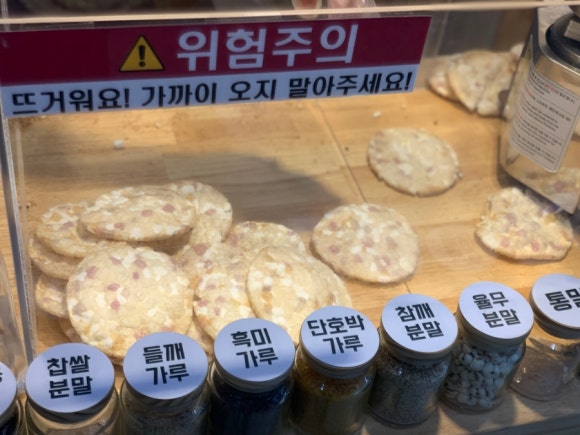 위험주의
뜨거워요! 가까이 오지 말아주세요!
찹쌀
분말
들깨
가루
흑미
가루
단호박
가루
참깨
분말
율무
분말
통밀